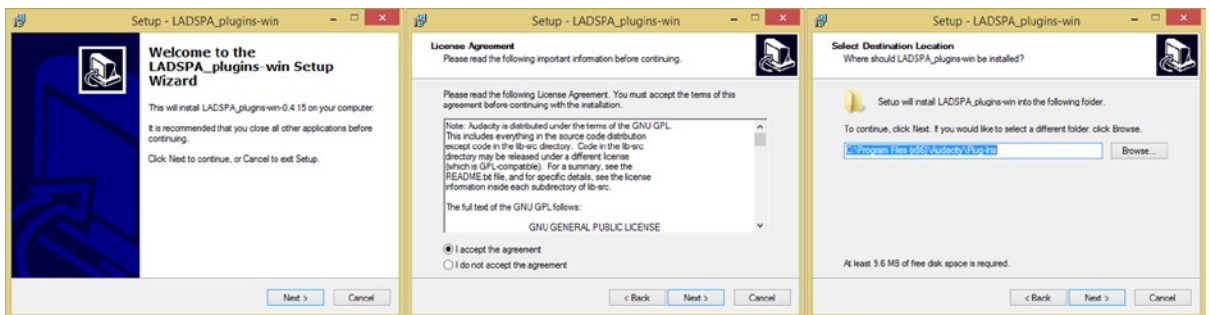 Setup - LADSPA_plugins-win
Welcome to the
LADSPA_plugins-win Setup
Wizard
This will install LADSPA_plugins-win-0.4.15 on your computer.
It is recommended that you close all other applications before
continuing.
Click Next to continue, or Cancel to exit Setup.
Next >
Cancel
Setup - LADSPA_plugins-win
License Agreement
Please read the following important information before continuing.
Please read the following License Agreement. You must accept the terms of this
agreement before continuing with the installation.
Note: Audacity is distributed under the terms of the GNU GPL.
This includes everything in the source code distribution
except code in the lib-src directory. Code in the lib-src
directory may be released under a different license
(which is GPL-compatible). For a summary, see the
README.txt file, and for specific details, see the license
information inside each subdirectory of lib-src.
The full text of the GNU GPL follows:
GNU GENERAL PUBLIC LICENSE
I accept the agreement
I do not accept the agreement
< Back
Next >
Cancel
Setup - LADSPA_plugins-win
Select Destination Location
Where should LADSPA_plugins-win be installed?
Setup will install LADSPA_plugins-win into the following folder.
To continue, click Next. If you would like to select a different folder, click Browse.
C:\Program Files (x86)\Audacity\Plug-Ins
Browse...
At least 9.6 MB of free disk space is required.
< Back
Next >
Cancel